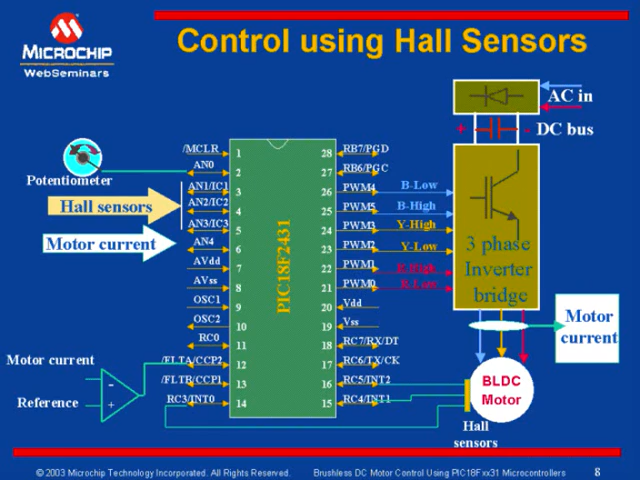 MICROCHIP
WebSeminars
Control using Hall Sensors
AC in
+ - DC bus
Potentiometer
Hall sensors
Motor current
/MCLR 1 28 RB7/PGD
AN0 2 27 RB6/PGC
AN1/IC1 3 26 PWM4 B-Low
AN2/IC2 4 25 PWM5 B-High
AN3/IC3 5 24 PWM3 Y-High
AN4 6 23 PWM2 Y-Low
AVdd 7 22 PWM1 R-High
AVss 8 21 PWM0 R-Low
OSC1 9 20 Vdd
OSC2 10 19 Vss
RC0 11 18 RC7/RX/DT
/FLTA/CCP2 12 17 RC6/TX/CK
/FLTB/CCP1 13 16 RC5/INT2
RC3/INT0 14 15 RC4/INT1
PIC18F2431
3 phase
Inverter
bridge
Motor
current
Motor current
-
+
Reference
BLDC
Motor
Hall
sensors
© 2003 Microchip Technology Incorporated. All Rights Reserved. Brushless DC Motor Control Using PIC18Fxx31 Microcontrollers 8